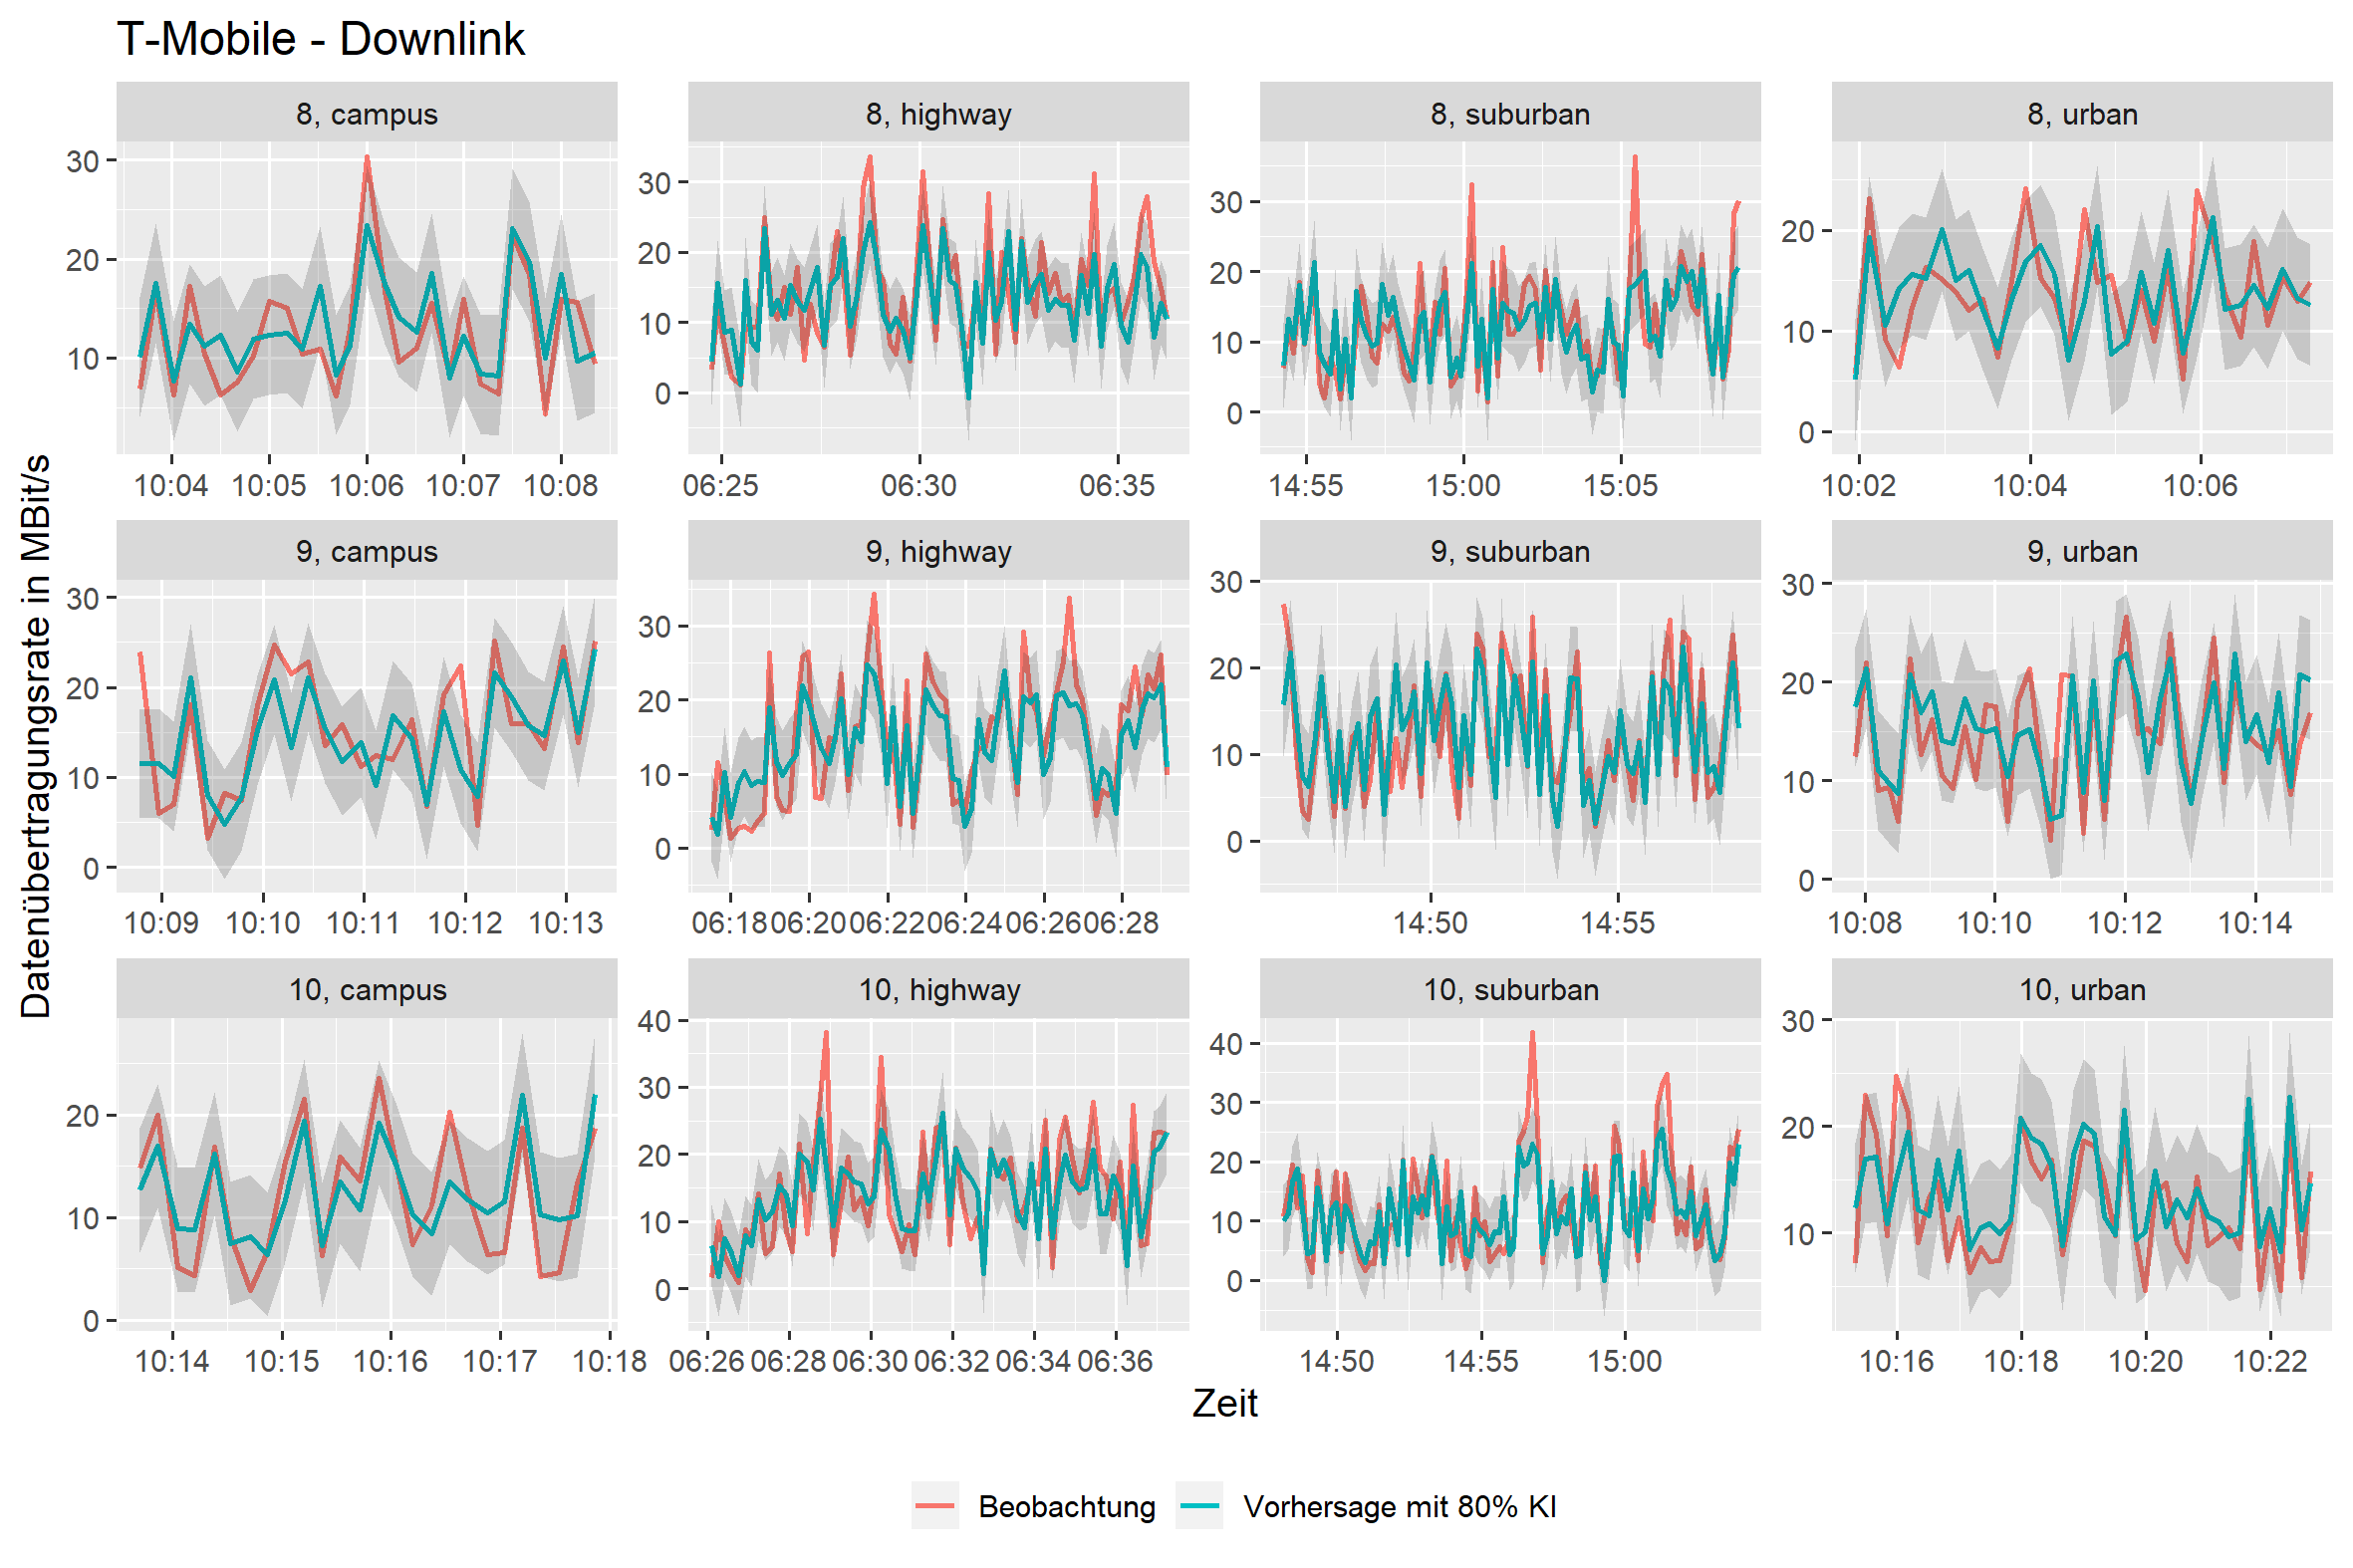 T-Mobile - Downlink
Datenübertragungsrate in MBit/s
8, campus
8, highway
8, suburban
8, urban
30
20
10
10:04 10:05 10:06 10:07 10:08
30
20
10
0
06:25 06:30 06:35
30
20
10
0
14:55 15:00 15:05
20
10
0
10:02 10:04 10:06
9, campus
9, highway
9, suburban
9, urban
30
20
10
0
10:09 10:10 10:11 10:12 10:13
30
20
10
0
06:18 06:20 06:22 06:24 06:26 06:28
30
20
10
0
14:50 14:55
30
20
10
0
10:08 10:10 10:12 10:14
10, campus
10, highway
10, suburban
10, urban
20
10
0
10:14 10:15 10:16 10:17 10:18
40
30
20
10
0
06:26 06:28 06:30 06:32 06:34 06:36
40
30
20
10
0
14:50 14:55 15:00
30
20
10
10:16 10:18 10:20 10:22
Zeit
Beobachtung
Vorhersage mit 80% KI